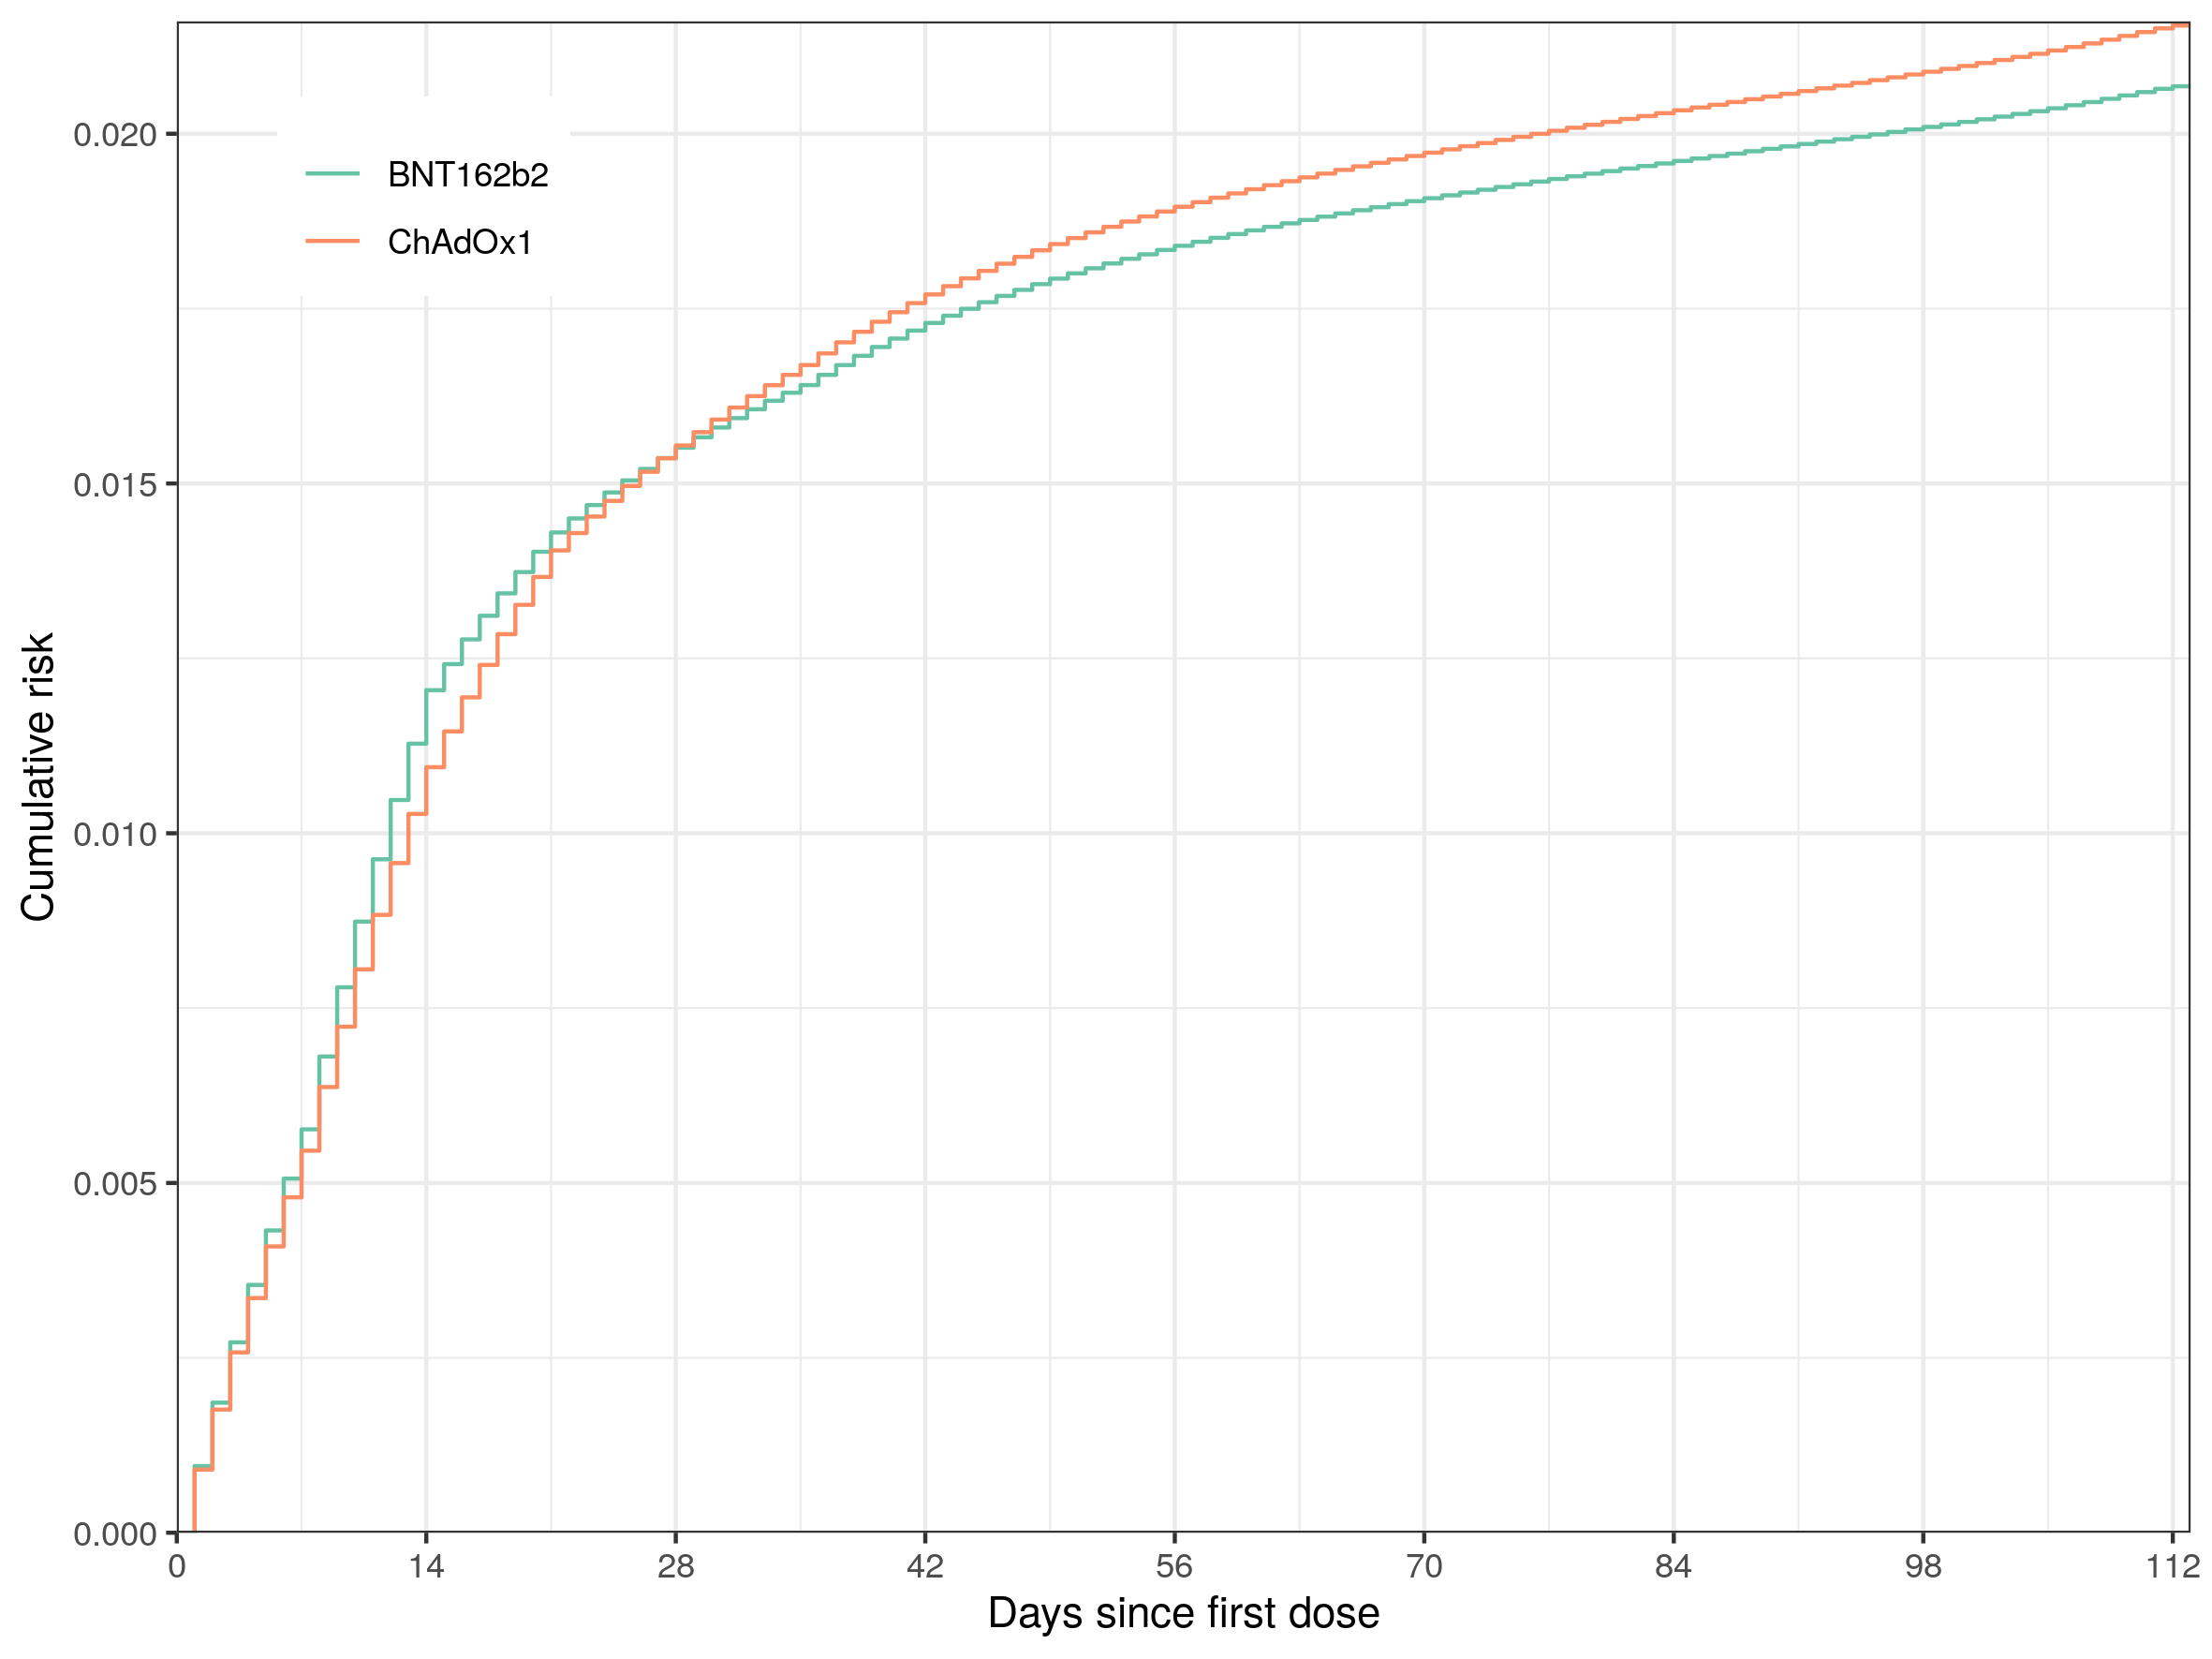 0.020
0.015
0.010
0.005
0.000
Cumulative risk
BNT162b2
ChAdOx1
0 14 28 42 56 70 84 98 112
Days since first dose